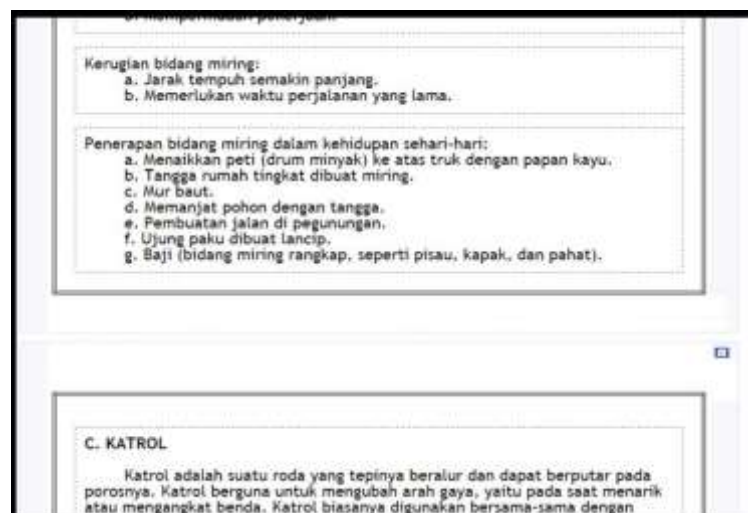 Kerugian bidang miring:
a. Jarak tempuh semakin panjang.
b. Memerlukan waktu perjalanan yang lama.
Penerapan bidang miring dalam kehidupan sehari-hari:
a. Menaikkan peti (drum minyak) ke atas truk dengan papan kayu.
b. Tangga rumah tingkat dibuat miring.
c. Mur baut.
d. Memanjat pohon dengan tangga.
e. Pembuatan jalan di pegunungan.
f. Ujung paku dibuat lancip.
g. Baji (bidang miring rangkap, seperti pisau, kapak, dan pahat).
C. KATROL
Katrol adalah suatu roda yang tepinya beralur dan dapat berputar pada
porosnya. Katrol berguna untuk mengubah arah gaya, yaitu pada saat menarik
atau mengangkat benda. Katrol biasanya digunakan bersama-sama dengan